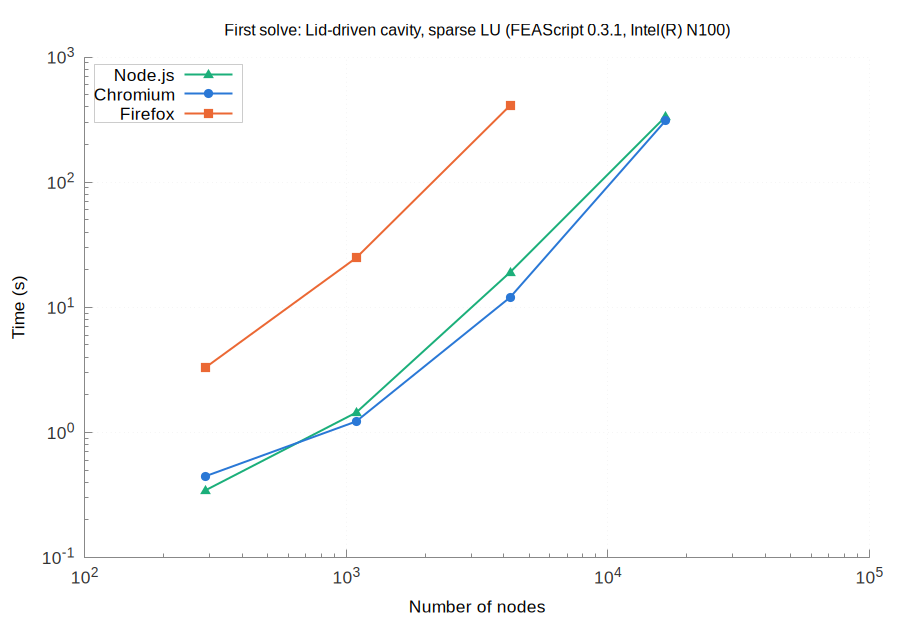 First solve: Lid-driven cavity, sparse LU (FEAScript 0.3.1, Intel(R) N100)
10³
Node.js
Chromium
Firefox
10²
10¹
10⁰
10⁻¹
Time (s)
10² 10³ 10⁴ 10⁵
Number of nodes